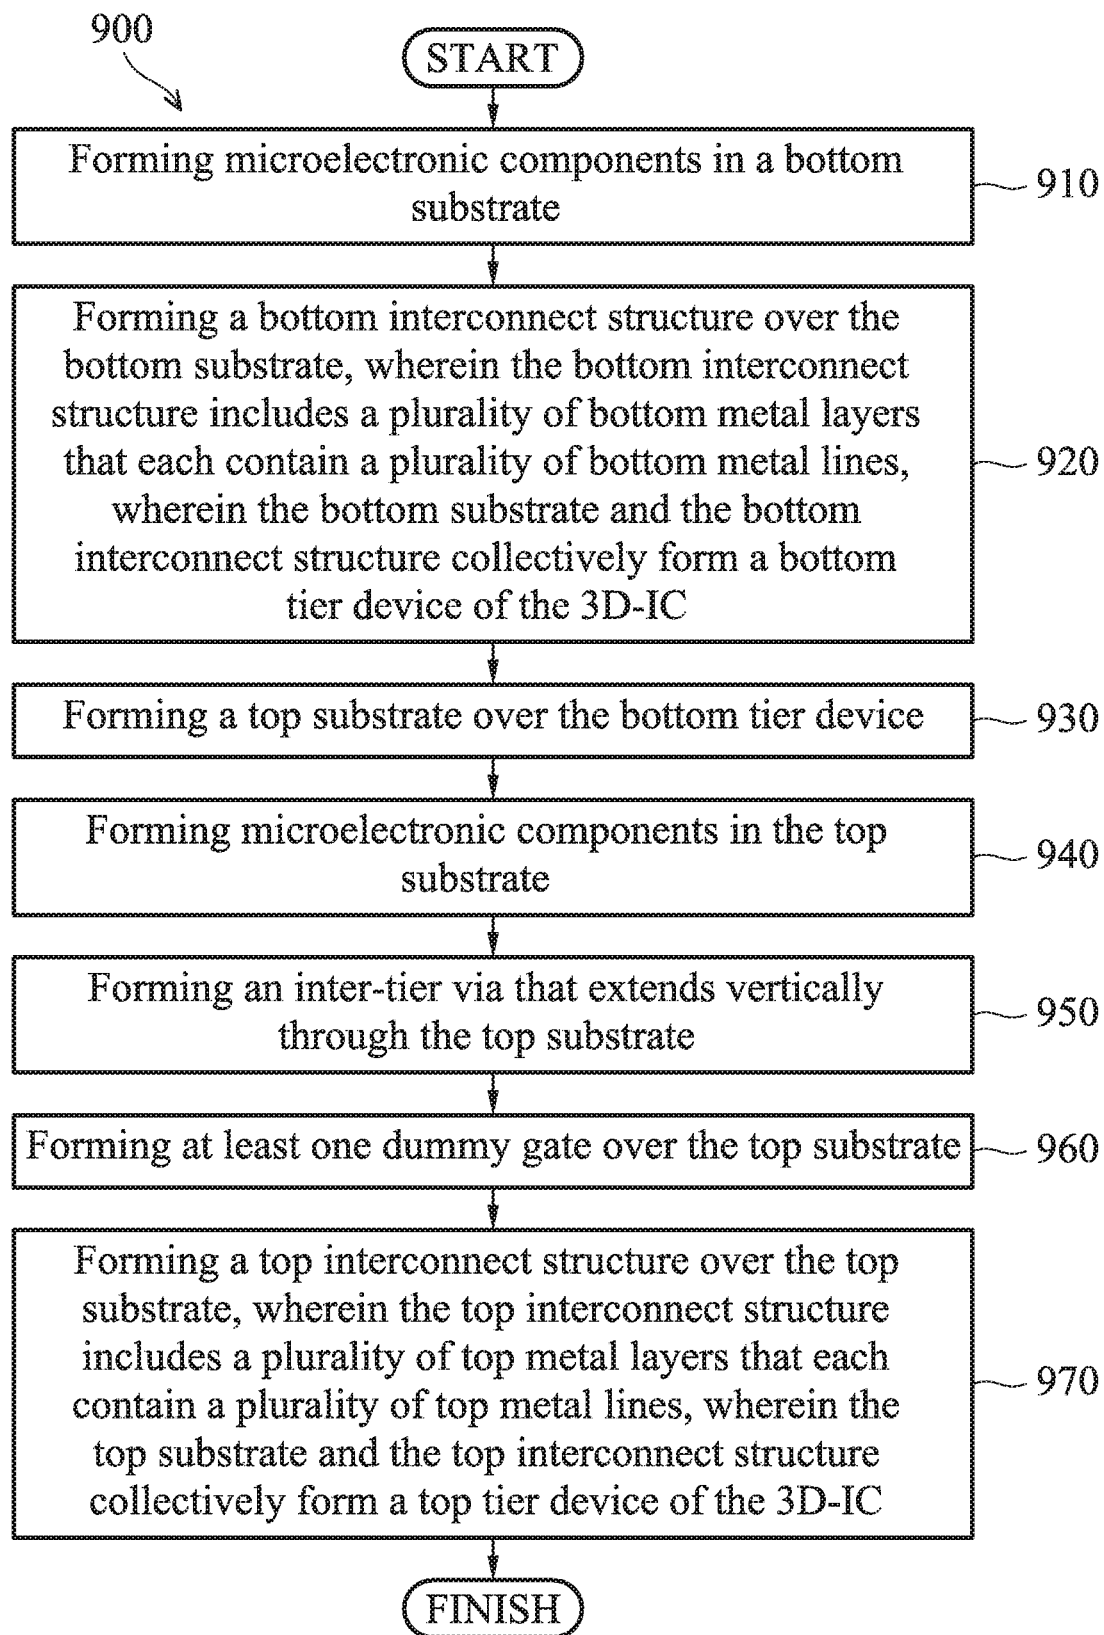 900
START
Forming microelectronic components in a bottom
substrate
910
Forming a bottom interconnect structure over the
bottom substrate, wherein the bottom interconnect
structure includes a plurality of bottom metal layers
that each contain a plurality of bottom metal lines,
wherein the bottom substrate and the bottom
interconnect structure collectively form a bottom
tier device of the 3D-IC
920
Forming a top substrate over the bottom tier device
930
Forming microelectronic components in the top
substrate
940
Forming an inter-tier via that extends vertically
through the top substrate
950
Forming at least one dummy gate over the top substrate
960
Forming a top interconnect structure over the top
substrate, wherein the top interconnect structure
includes a plurality of top metal layers that each
contain a plurality of top metal lines, wherein the
top substrate and the top interconnect structure
collectively form a top tier device of the 3D-IC
970
FINISH